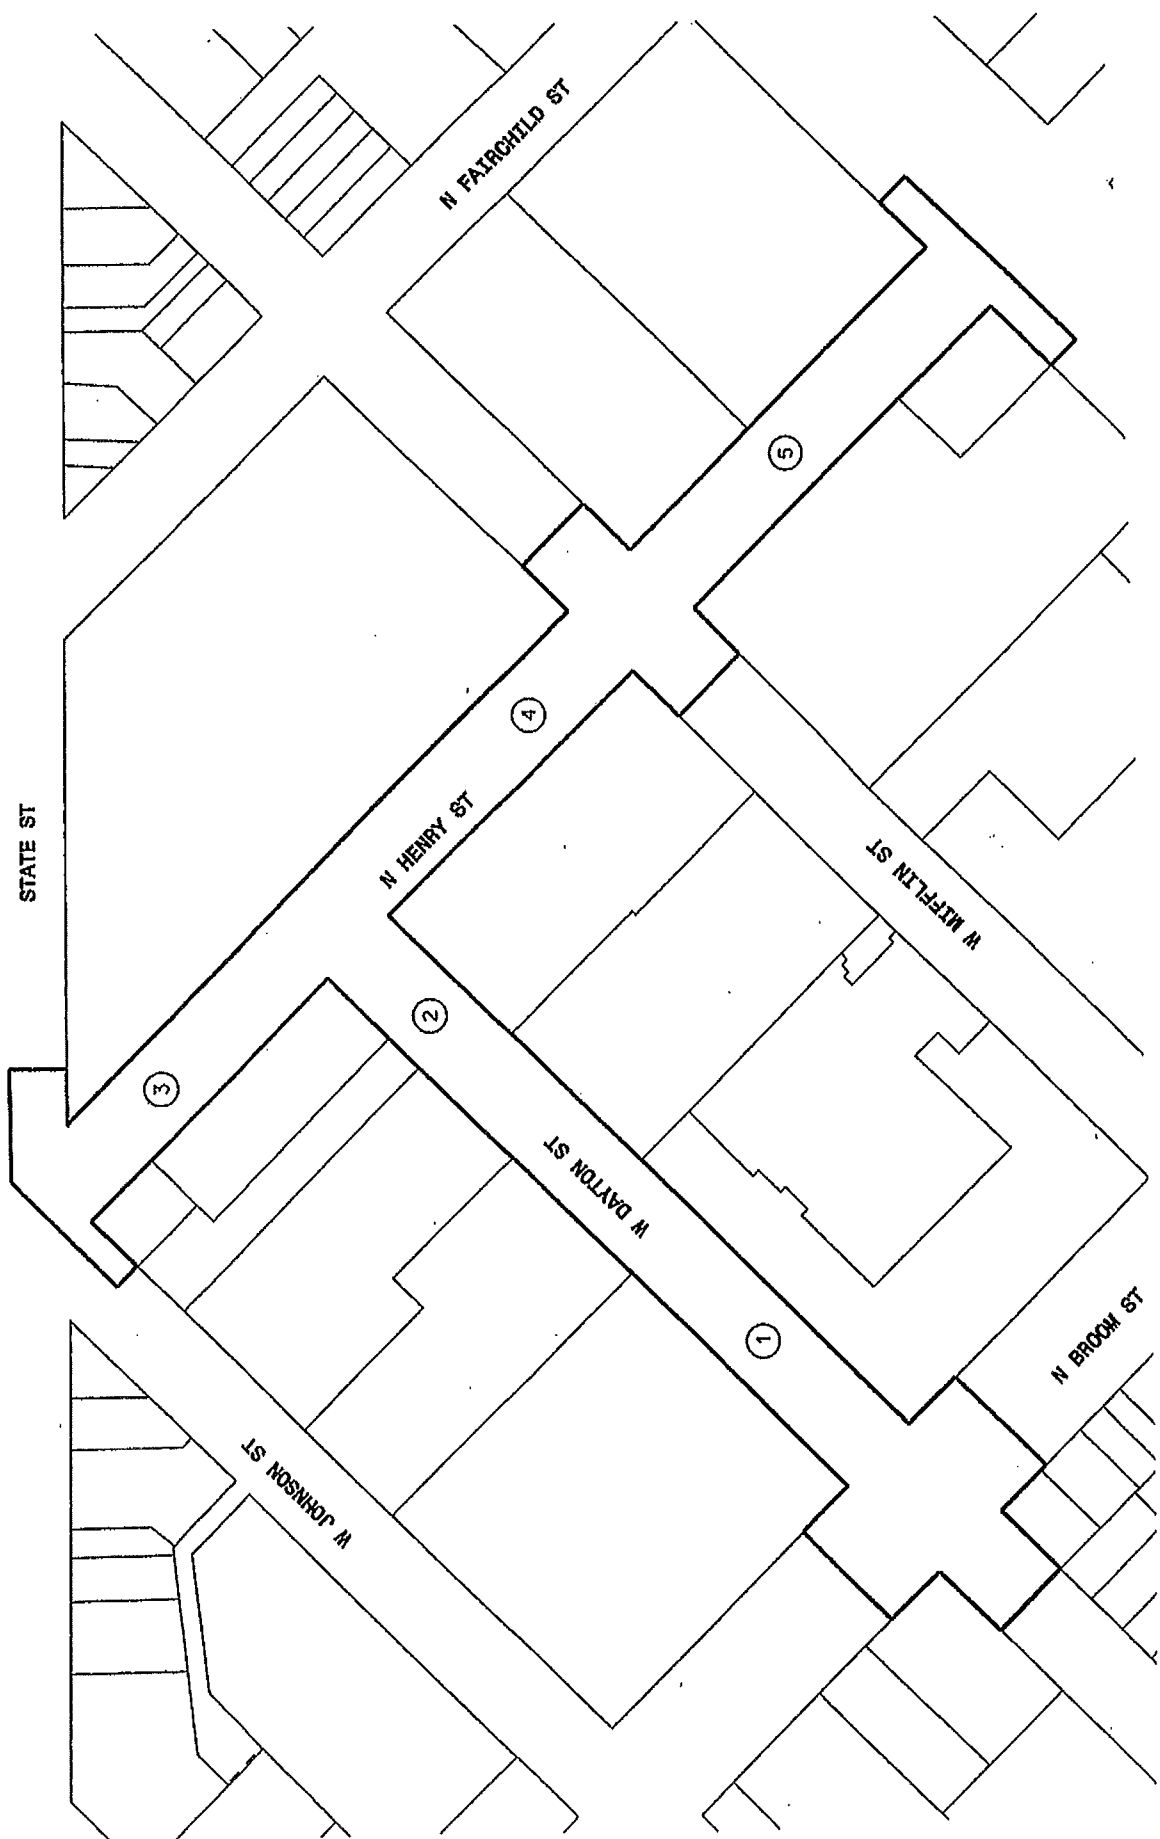 N FAIRCHILD ST
5
4
STATE ST
N HENRY ST
W MIFFLIN ST
2
3
W DAYTON ST
1
N BROOM ST
W JOHNSON ST